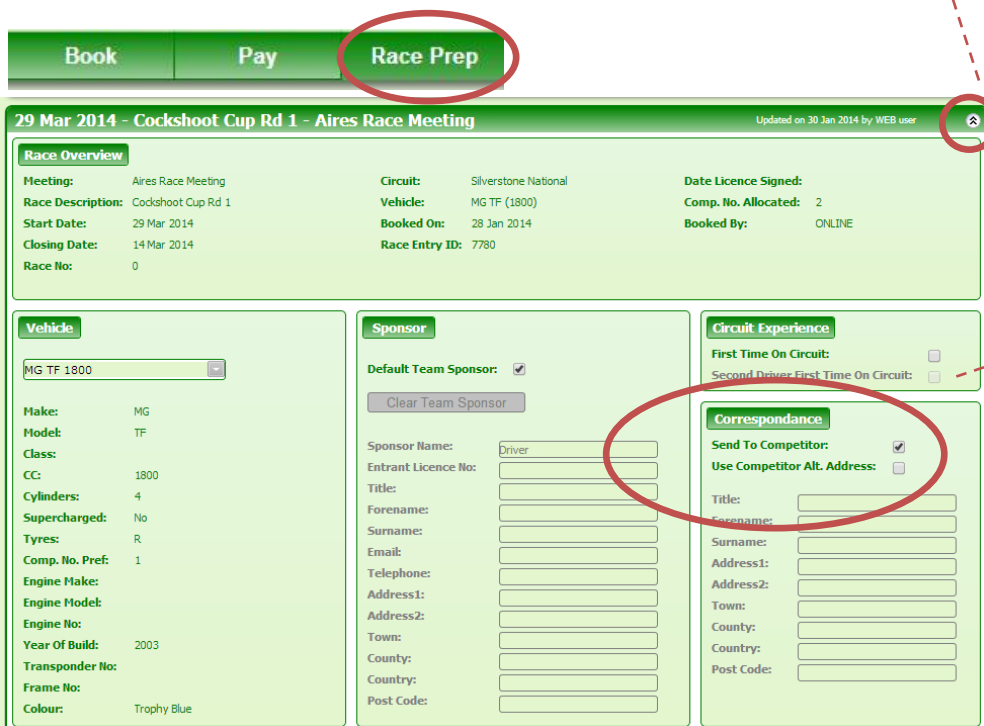 Book Pay Race Prep
29 Mar 2014 - Cockshoot Cup Rd 1 - Aires Race Meeting Updated on 30 Jan 2014 by WEB user
Race Overview
Meeting: Aires Race Meeting Circuit: Silverstone National Date Licence Signed:
Race Description: Cockshoot Cup Rd 1 Vehicle: MG TF (1800) Comp. No. Allocated: 2
Start Date: 29 Mar 2014 Booked On: 28 Jan 2014 Booked By: ONLINE
Closing Date: 14 Mar 2014 Race Entry ID: 7780
Race No: 0
Vehicle
MG TF 1800
Make: MG
Model: TF
Class:
CC: 1800
Cylinders: 4
Supercharged: No
Tyres: R
Comp. No. Pref: 1
Engine Make:
Engine Model:
Engine No:
Year Of Build: 2003
Transponder No:
Frame No:
Colour: Trophy Blue
Sponsor
Default Team Sponsor:
Clear Team Sponsor
Sponsor Name: Driver
Entrant Licence No:
Title:
Forename:
Surname:
Email:
Telephone:
Address1:
Address2:
Town:
County:
Country:
Post Code:
Circuit Experience
First Time On Circuit:
Second Driver First Time On Circuit:
Correspondance
Send To Competitor:
Use Competitor Alt. Address:
Title:
Forename:
Surname:
Address1:
Address2:
Town:
County:
Country:
Post Code: